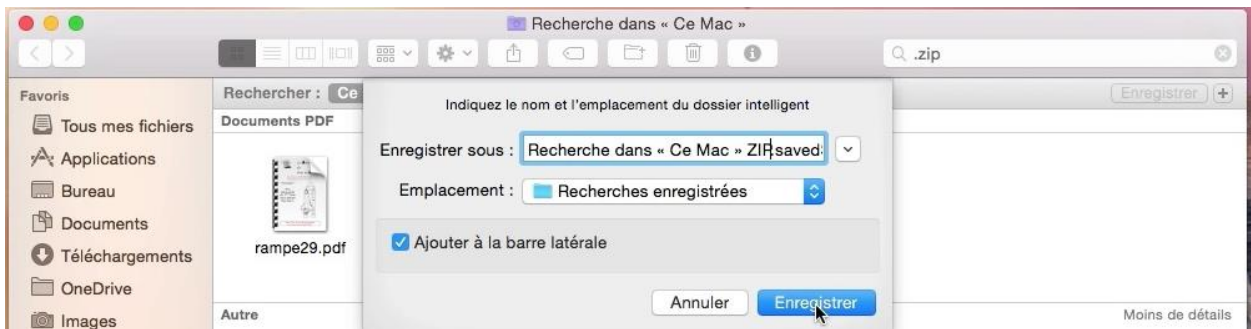 Recherche dans « Ce Mac »
.zip
Favoris
Tous mes fichiers
Applications
Bureau
Documents
Téléchargements
OneDrive
Images
Rechercher : Ce
Enregistrer +
Documents PDF
rampe29.pdf
Autre
Moins de détails
Indiquez le nom et l'emplacement du dossier intelligent
Enregistrer sous : Recherche dans « Ce Mac » ZIP.saved
Emplacement : Recherches enregistrées
Ajouter à la barre latérale
Annuler Enregistrer